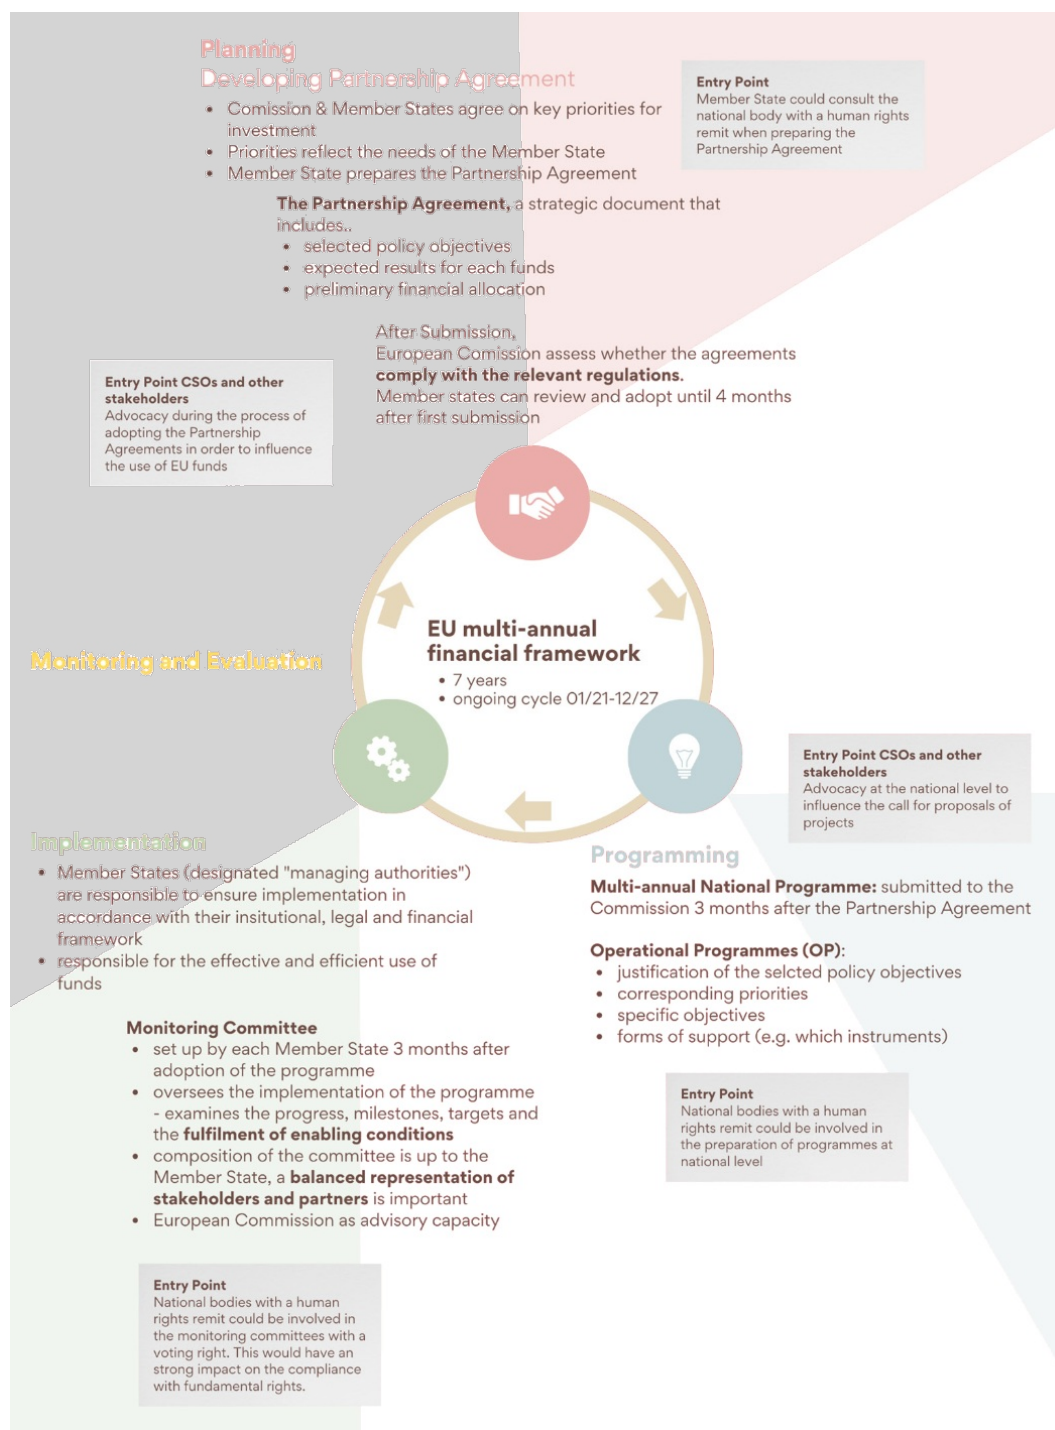 Planning
Developing Partnership Agreement
• Comission & Member States agree on key priorities for
investment
• Priorities reflect the needs of the Member State
• Member State prepares the Partnership Agreement
The Partnership Agreement, a strategic document that
includes..
• selected policy objectives
• expected results for each funds
• preliminary financial allocation
After Submission,
European Comission assess whether the agreements
comply with the relevant regulations.
Member states can review and adopt until 4 months
after first submission
Entry Point
Member State could consult the
national body with a human rights
remit when preparing the
Partnership Agreement
Entry Point CSOs and other
stakeholders
Advocacy during the process of
adopting the Partnership
Agreements in order to influence
the use of EU funds
EU multi-annual
financial framework
• 7 years
• ongoing cycle 01/21-12/27
Monitoring and Evaluation
Entry Point CSOs and other
stakeholders
Advocacy at the national level to
influence the call for proposals of
projects
Programming
Multi-annual National Programme: submitted to the
Commission 3 months after the Partnership Agreement
Operational Programmes (OP):
• justification of the selcted policy objectives
• corresponding priorities
• specific objectives
• forms of support (e.g. which instruments)
Entry Point
National bodies with a human
rights remit could be involved in
the preparation of programmes at
national level
Implementation
• Member States (designated "managing authorities")
are responsible to ensure implementation in
accordance with their insitutional, legal and financial
framework
• responsible for the effective and efficient use of
funds
Monitoring Committee
• set up by each Member State 3 months after
adoption of the programme
• oversees the implementation of the programme
- examines the progress, milestones, targets and
the fulfilment of enabling conditions
• composition of the committee is up to the
Member State, a balanced representation of
stakeholders and partners is important
• European Commission as advisory capacity
Entry Point
National bodies with a human
rights remit could be involved in
the monitoring committees with a
voting right. This would have an
strong impact on the compliance
with fundamental rights.